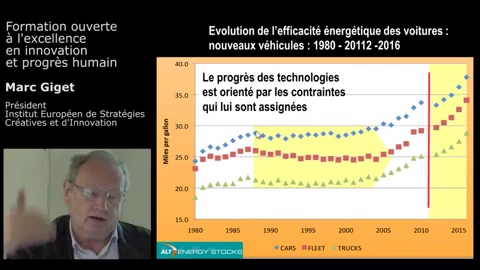 Formation ouverte
à l'excellence
en innovation
et progrès humain
Marc Giget
Président
Institut Européen de Stratégies
Créatives et d'Innovation
Evolution de l'efficacité énergétique des voitures :
nouveaux véhicules : 1980 - 20112 -2016
Le progrès des technologies
est orienté par les contraintes
qui lui sont assignées
Miles per gallon
40.0
35.0
30.0
25.0
20.0
15.0
1980 1985 1990 1995 2000 2005 2010 2015
ALT ENERGY STOCKS
CARS FLEET TRUCKS